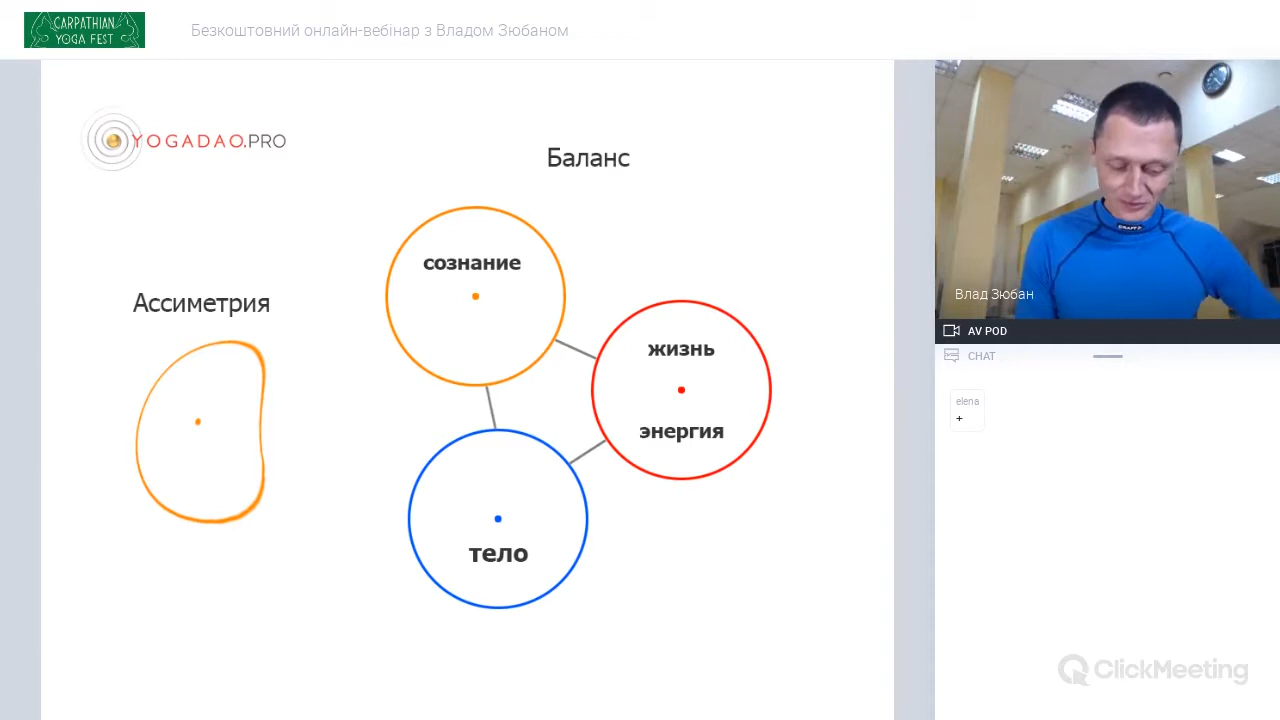 CARPATHIAN
YOGA FEST
Безкоштовний онлайн-вебінар з Владом Зюбаном
YOGADAO.PRO
Баланс
сознание
Ассиметрия
жизнь
энергия
тело
CRAFT
Влад Зюбан
AV POD
CHAT
elena
+
ClickMeeting